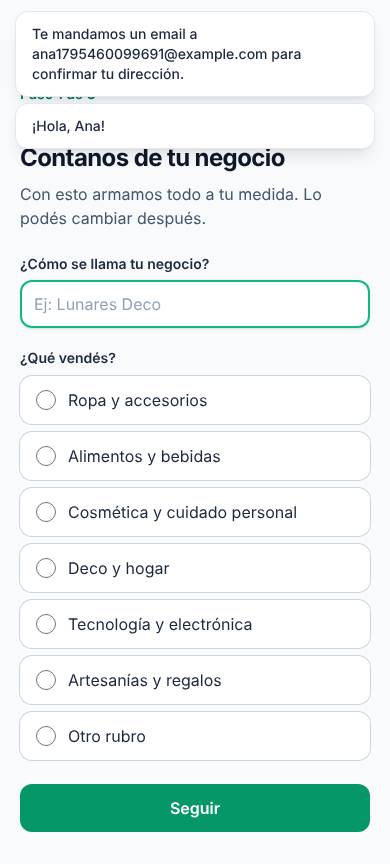 Te mandamos un email a
ana1795460099691@example.com para
confirmar tu dirección.
¡Hola, Ana!
Contanos de tu negocio
Con esto armamos todo a tu medida. Lo
podés cambiar después.
¿Cómo se llama tu negocio?
Ej: Lunares Deco
¿Qué vendés?
Ropa y accesorios
Alimentos y bebidas
Cosmética y cuidado personal
Deco y hogar
Tecnología y electrónica
Artesanías y regalos
Otro rubro
Seguir